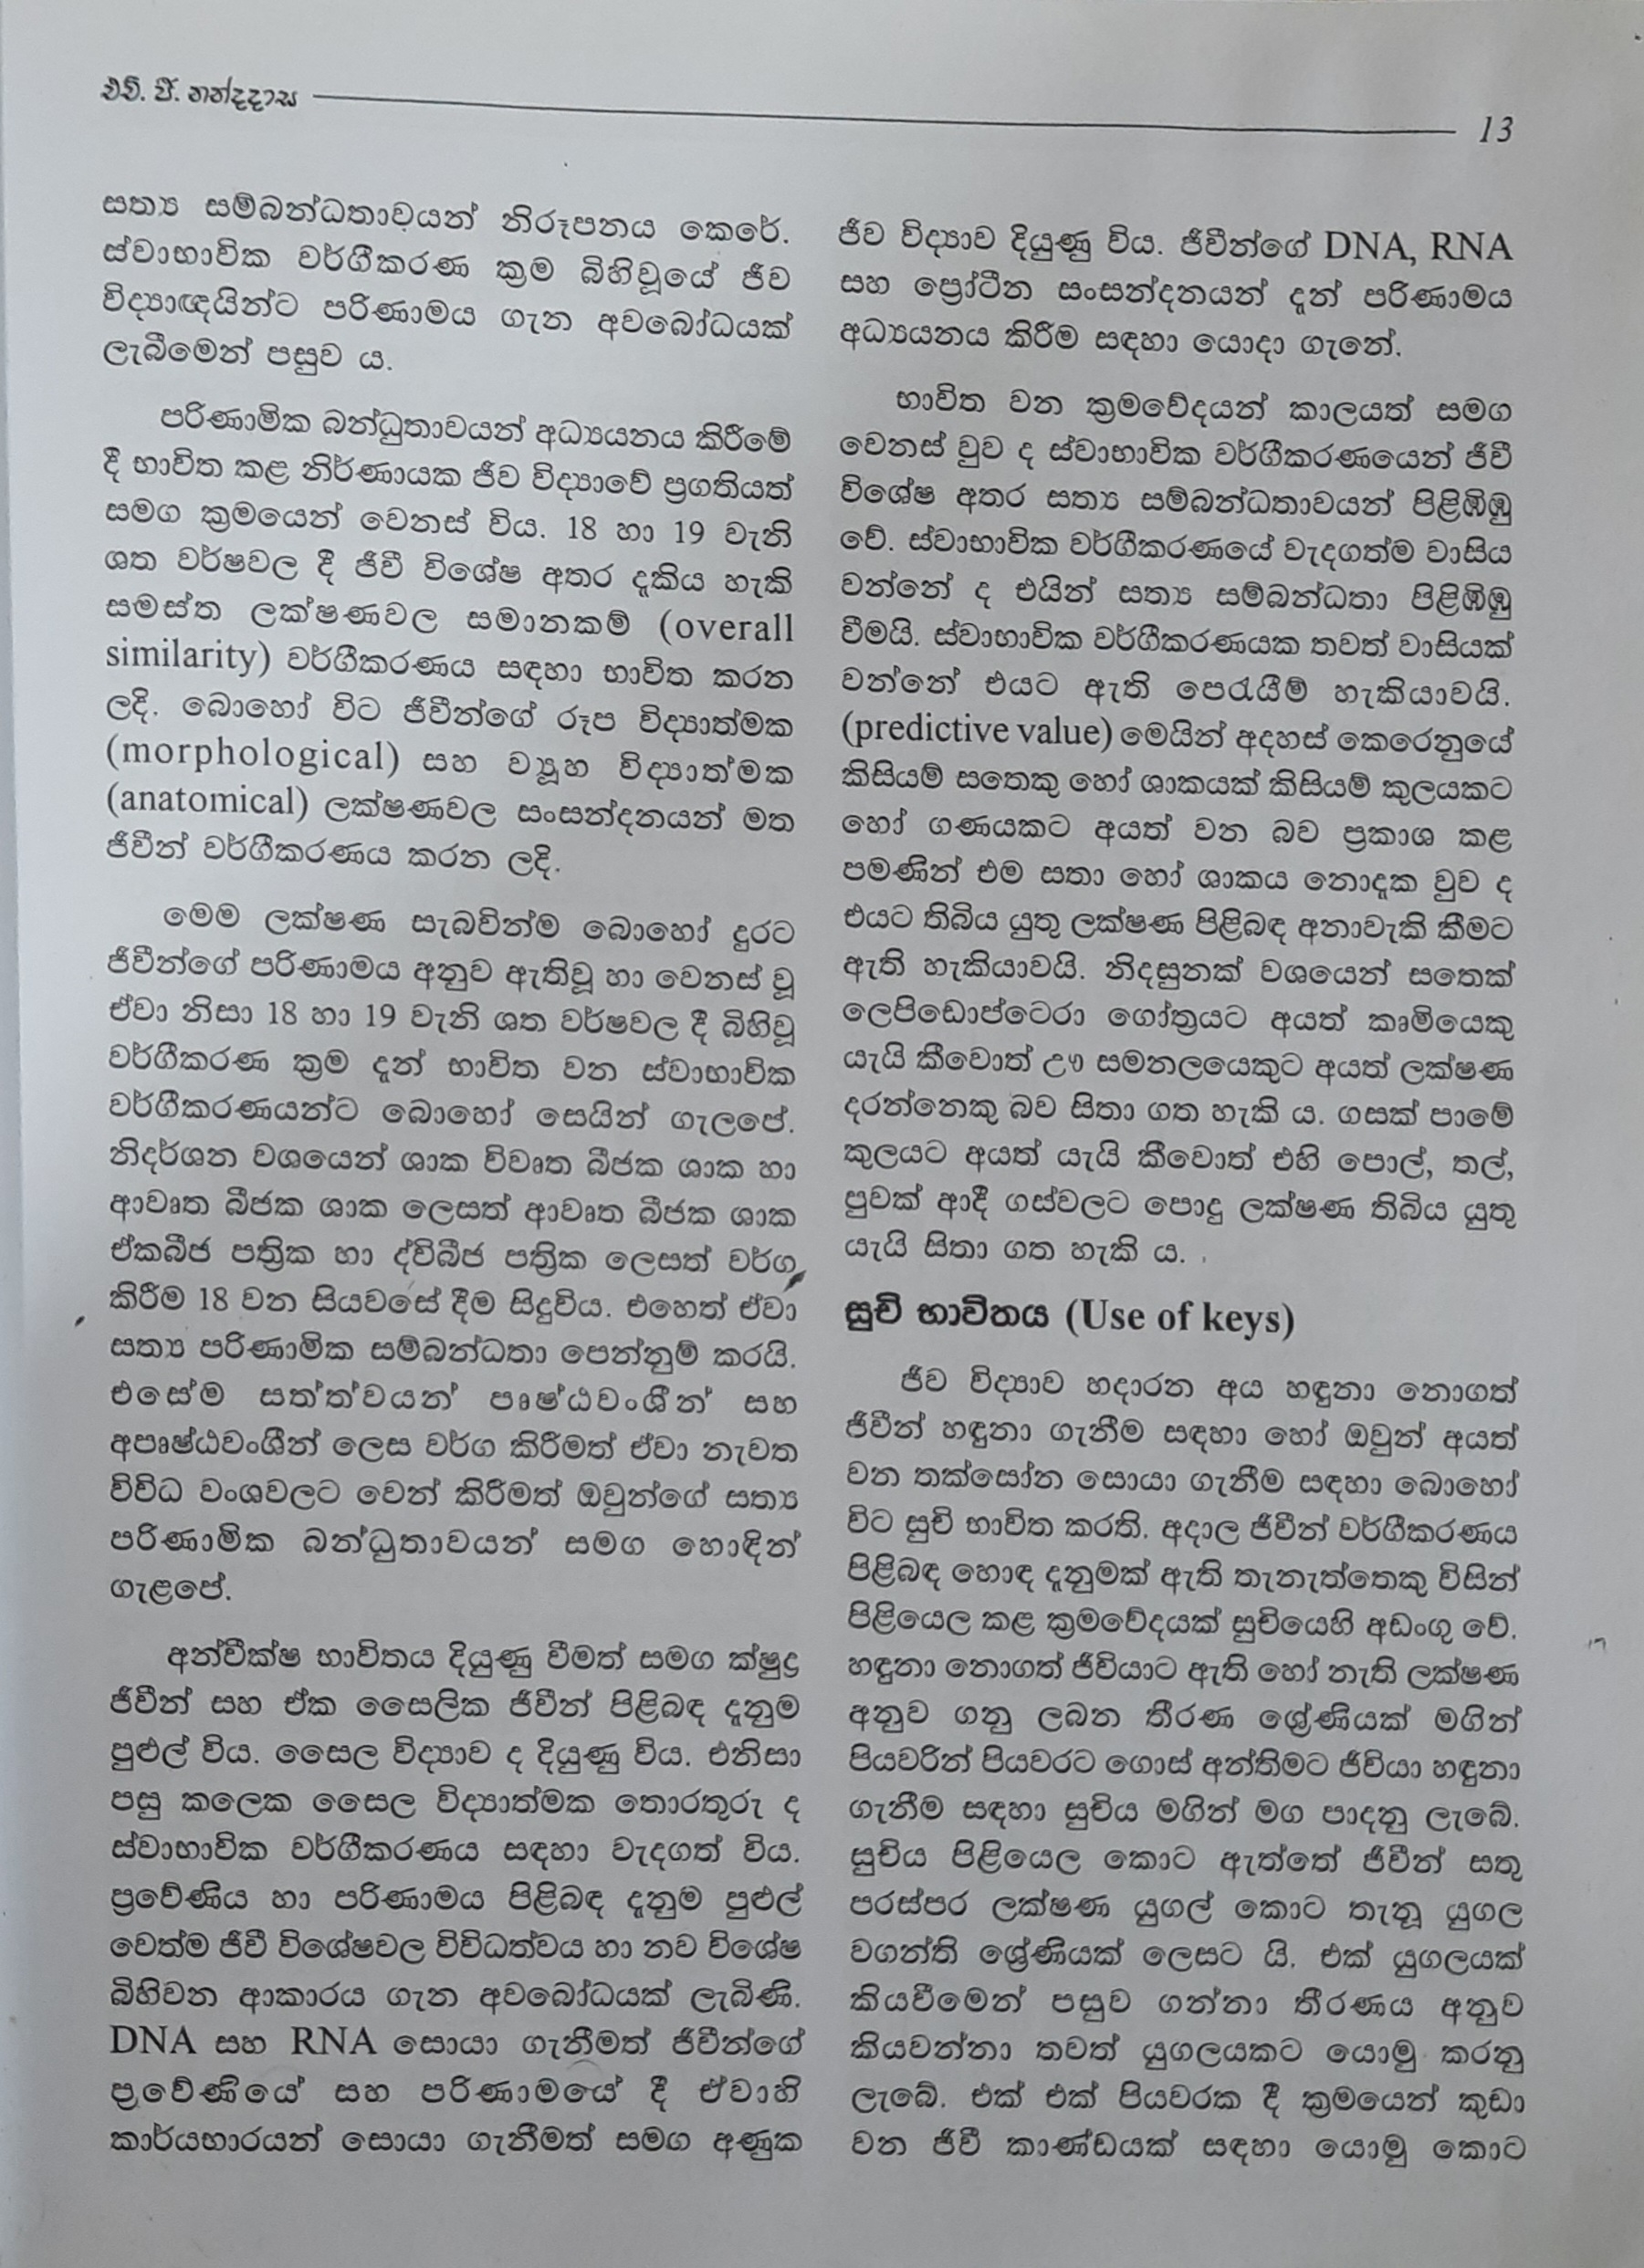 එච්. ජී. නන්දදාස
13
සත්‍ය සම්බන්ධතාවයන් නිරූපනය කෙරේ.
ස්වාභාවික වර්ගීකරණ ක්‍රම බිහිවූයේ ජීව
විද්‍යාඥයින්ට පරිණාමය ගැන අවබෝධයක්
ලැබීමෙන් පසුව ය.
පරිණාමික බන්ධුතාවයන් අධ්‍යයනය කිරීමේ
දී භාවිත කළ නිර්ණායක ජීව විද්‍යාවේ ප්‍රගතියත්
සමග ක්‍රමයෙන් වෙනස් විය. 18 හා 19 වැනි
ශත වර්ෂවල දී ජීවී විශේෂ අතර දැකිය හැකි
සමස්ත ලක්ෂණවල සමානකම් (overall
similarity) වර්ගීකරණය සඳහා භාවිත කරන
ලදි. බොහෝ විට ජීවීන්ගේ රූප විද්‍යාත්මක
(morphological) සහ ව්‍යූහ විද්‍යාත්මක
(anatomical) ලක්ෂණවල සංසන්දනයන් මත
ජීවීන් වර්ගීකරණය කරන ලදි.
මෙම ලක්ෂණ සැබවින්ම බොහෝ දුරට
ජීවීන්ගේ පරිණාමය අනුව ඇතිවූ හා වෙනස් වූ
ඒවා නිසා 18 හා 19 වැනි ශත වර්ෂවල දී බිහිවූ
වර්ගීකරණ ක්‍රම දැන් භාවිත වන ස්වාභාවික
වර්ගීකරණයන්ට බොහෝ සෙයින් ගැලපේ.
නිදර්ශන වශයෙන් ශාක විවෘත බීජක ශාක හා
ආවෘත බීජක ශාක ලෙසත් ආවෘත බීජක ශාක
ඒකබීජ පත්‍රික හා ද්විබීජ පත්‍රික ලෙසත් වර්ග
කිරීම 18 වන සියවසේ දීම සිදුවිය. එහෙත් ඒවා
සත්‍ය පරිණාමික සම්බන්ධතා පෙන්නුම් කරයි.
එසේම සත්ත්වයන් පෘෂ්ඨවංශීන් සහ
අපෘෂ්ඨවංශීන් ලෙස වර්ග කිරීමත් ඒවා නැවත
විවිධ වංශවලට වෙන් කිරීමත් ඔවුන්ගේ සත්‍ය
පරිණාමික බන්ධුතාවයන් සමග හොඳින්
ගැළපේ.
අන්වීක්ෂ භාවිතය දියුණු වීමත් සමග ක්ෂුද්‍ර
ජීවීන් සහ ඒක සෛලික ජීවීන් පිළිබඳ දැනුම
පුළුල් විය. සෛල විද්‍යාව ද දියුණු විය. එනිසා
පසු කලෙක සෛල විද්‍යාත්මක තොරතුරු ද
ස්වාභාවික වර්ගීකරණය සඳහා වැදගත් විය.
ප්‍රවේණිය හා පරිණාමය පිළිබඳ දැනුම පුළුල්
වෙත්ම ජීවී විශේෂවල විවිධත්වය හා නව විශේෂ
බිහිවන ආකාරය ගැන අවබෝධයක් ලැබිණි.
DNA සහ RNA සොයා ගැනීමත් ජීවීන්ගේ
ප්‍රවේණියේ සහ පරිණාමයේ දී ඒවාහි
කාර්යභාරයන් සොයා ගැනීමත් සමග අණුක
ජීව විද්‍යාව දියුණු විය. ජීවීන්ගේ DNA, RNA
සහ ප්‍රෝටීන සංසන්දනයන් දැන් පරිණාමය
අධ්‍යයනය කිරීම සඳහා යොදා ගැනේ.
භාවිත වන ක්‍රමවේදයන් කාලයත් සමග
වෙනස් වුව ද ස්වාභාවික වර්ගීකරණයෙන් ජීවී
විශේෂ අතර සත්‍ය සම්බන්ධතාවයන් පිළිඹිඹු
වේ. ස්වාභාවික වර්ගීකරණයේ වැදගත්ම වාසිය
වන්නේ ද එයින් සත්‍ය සම්බන්ධතා පිළිඹිඹු
වීමයි. ස්වාභාවික වර්ගීකරණයක තවත් වාසියක්
වන්නේ එයට ඇති පෙරැයීම් හැකියාවයි.
(predictive value) මෙයින් අදහස් කෙරෙනුයේ
කිසියම් සතෙකු හෝ ශාකයක් කිසියම් කුලයකට
හෝ ගණයකට අයත් වන බව ප්‍රකාශ කළ
පමණින් එම සතා හෝ ශාකය නොදැක වුව ද
එයට තිබිය යුතු ලක්ෂණ පිළිබඳ අනාවැකි කීමට
ඇති හැකියාවයි. නිදසුනක් වශයෙන් සතෙක්
ලෙපිඩොප්ටෙරා ගෝත්‍රයට අයත් කෘමියෙකු
යැයි කීවොත් ඌ සමනලයෙකුට අයත් ලක්ෂණ
දරන්නෙකු බව සිතා ගත හැකි ය. ගසක් පාමේ
කුලයට අයත් යැයි කීවොත් එහි පොල්, තල්,
පුවක් ආදී ගස්වලට පොදු ලක්ෂණ තිබිය යුතු
යැයි සිතා ගත හැකි ය.
සූචි භාවිතය (Use of keys)
ජීව විද්‍යාව හදාරන අය හඳුනා නොගත්
ජීවීන් හඳුනා ගැනීම සඳහා හෝ ඔවුන් අයත්
වන තක්සෝන සොයා ගැනීම සඳහා බොහෝ
විට සූචි භාවිත කරති. අදාල ජීවීන් වර්ගීකරණය
පිළිබඳ හොඳ දැනුමක් ඇති තැනැත්තෙකු විසින්
පිළියෙල කළ ක්‍රමවේදයක් සූචියෙහි අඩංගු වේ.
හඳුනා නොගත් ජීවියාට ඇති හෝ නැති ලක්ෂණ
අනුව ගනු ලබන තීරණ ශ්‍රේණියක් මගින්
පියවරින් පියවරට ගොස් අන්තිමට ජීවියා හඳුනා
ගැනීම සඳහා සූචිය මගින් මග පාදනු ලැබේ.
සූචිය පිළියෙල කොට ඇත්තේ ජීවීන් සතු
පරස්පර ලක්ෂණ යුගල් කොට තැනූ යුගල
වගන්ති ශ්‍රේණියක් ලෙසට යි. එක් යුගලයක්
කියවීමෙන් පසුව ගන්නා තීරණය අනුව
කියවන්නා තවත් යුගලයකට යොමු කරනු
ලැබේ. එක් එක් පියවරක දී ක්‍රමයෙන් කුඩා
වන ජීවී කාණ්ඩයක් සඳහා යොමු කොට